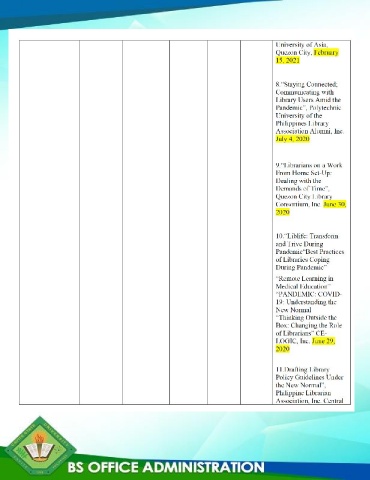 University of Asia,
Quezon City, February
15, 2021
8."Staying Connected;
Communicating with
Library Users Amid the
Pandemic", Polytechnic
University of the
Philippines Library
Association Alumni, Inc.
July 4, 2020
9."Librarians on a Work
From Home Set-Up:
Dealing with the
Demands of Time",
Quezon City Library
Consortium, Inc. June 30,
2020
10."Liblife: Transform
and Trive During
Pandemic"Best Practices
of Libraries Coping
During Pandemic"
"Remote Learning in
Medical Education"
"PANDEMIC: COVID-
19: Understanding the
New Normal
"Thinking Outside the
Box: Changing the Role
of Librarians" CE-
LOGIC, Inc. June 29,
2020
11.Drafting Library
Policy Guidelines Under
the New Normal",
Philippine Librarian
Association, Inc. Central
BS OFFICE ADMINISTRATION